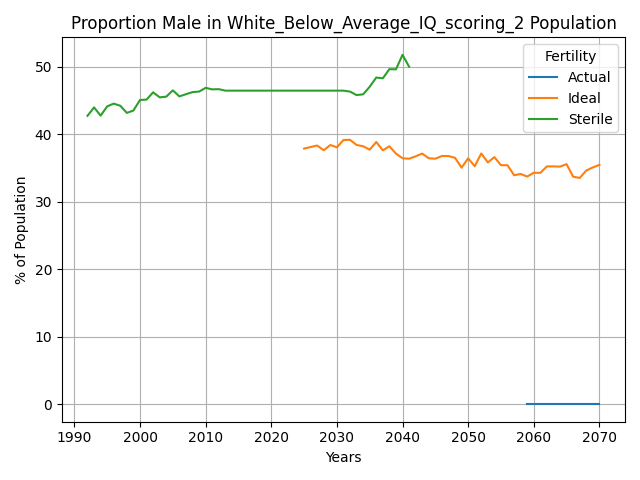 Proportion Male in White_Below_Average_IQ_scoring_2 Population
Fertility
Actual
Ideal
Sterile
% of Population
50
40
30
20
10
0
1990 2000 2010 2020 2030 2040 2050 2060 2070
Years